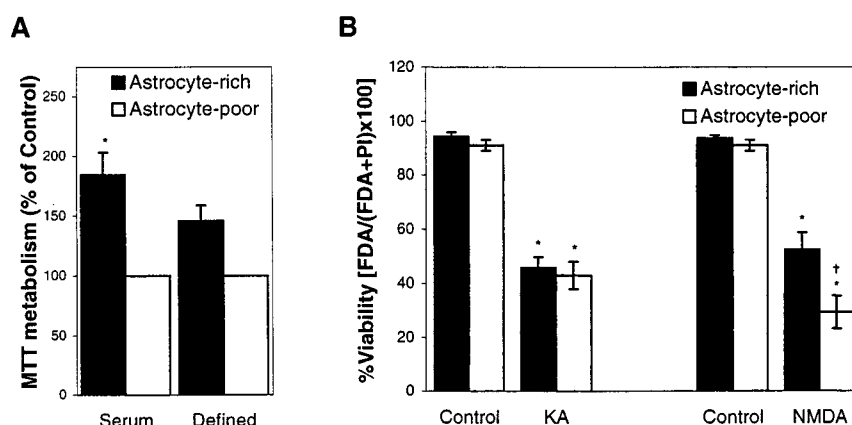 A
MTT metabolism (% of Control)
250
200
150
100
50
0
Astrocyte-rich
Astrocyte-poor
*
Serum
Defined
B
%Viability [FDA/(FDA+PI)x100]
120
100
80
60
40
20
0
Astrocyte-rich
Astrocyte-poor
*
*
*
†
*
Control
KA
Control
NMDA